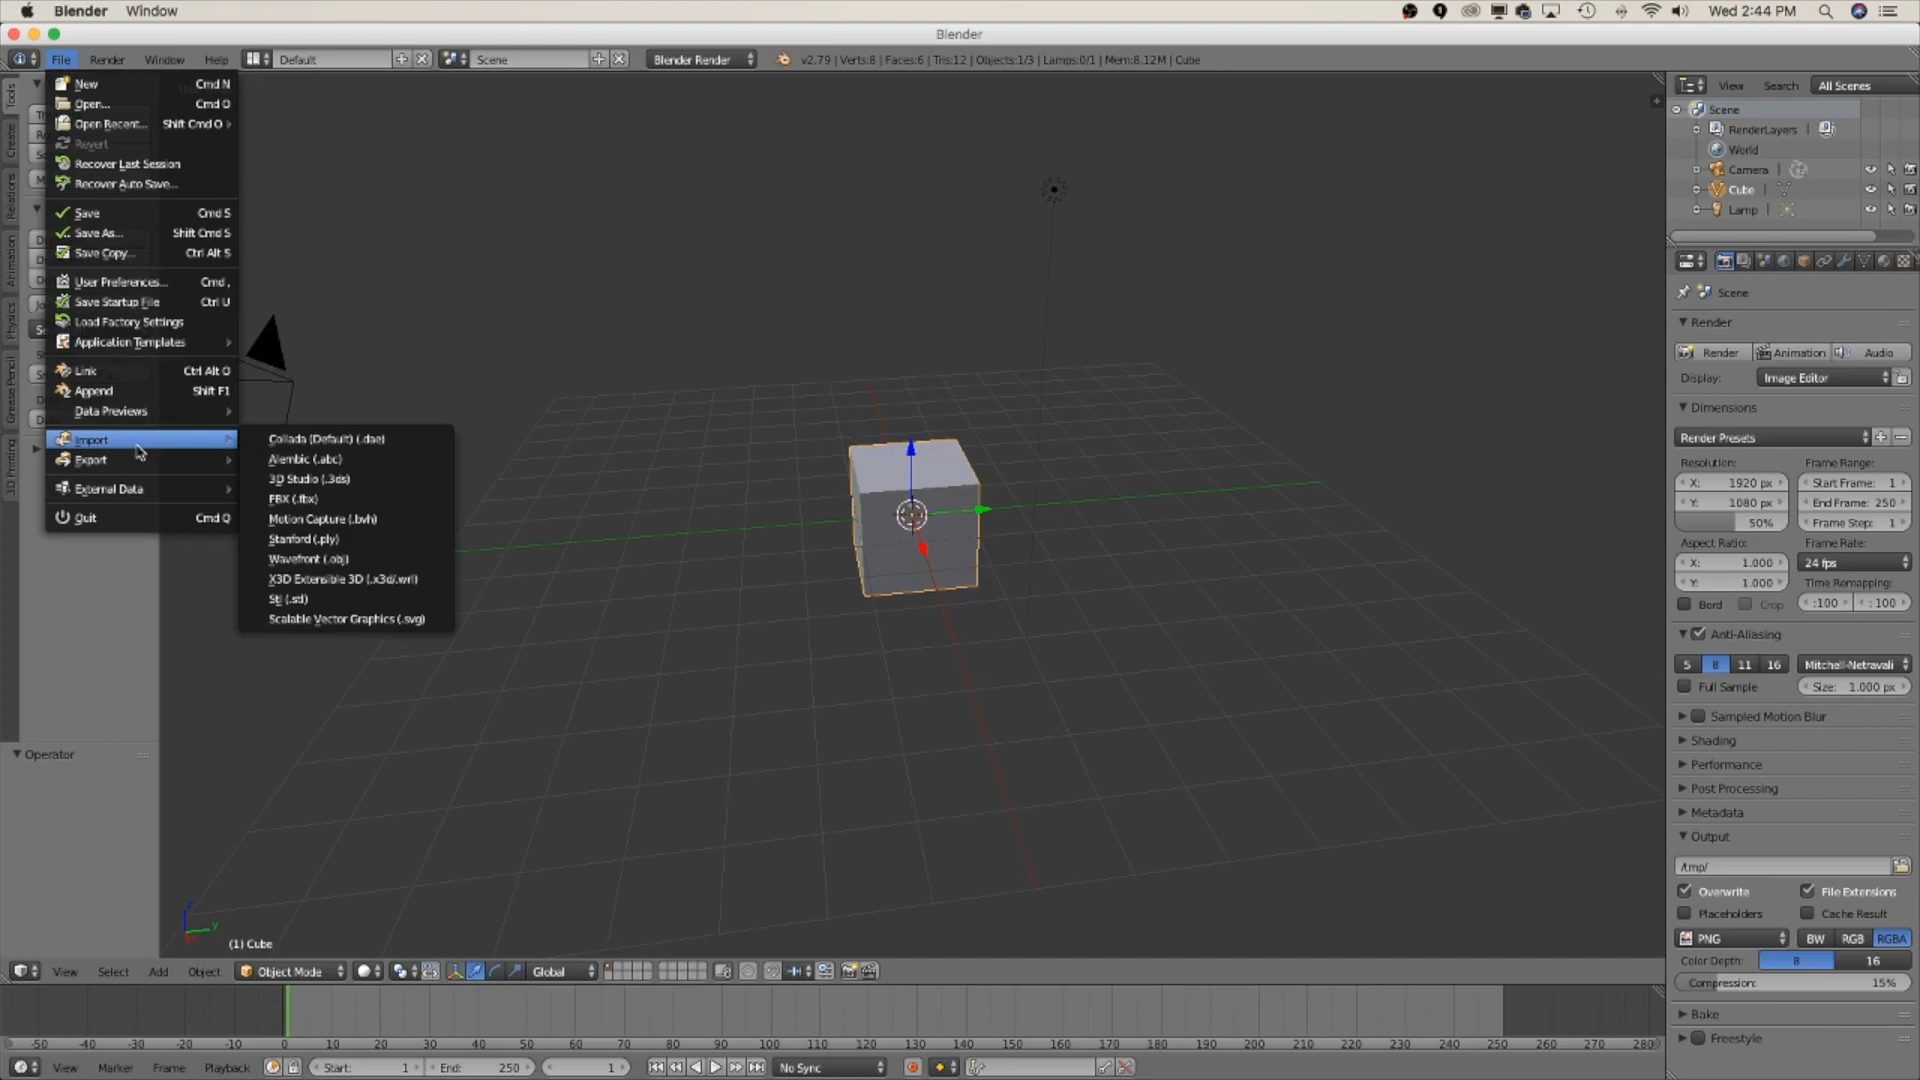 Blender Window
Wed 2:44 PM
Blender
File Render Window Help
Default
Scene
Blender Render
v2.79 | Verts:8 | Faces:6 | Tris:12 | Objects:1/3 | Lamps:0/1 | Mem:8.12M | Cube
New Cmd N
Open... Cmd O
Open Recent... Shift Cmd O
Revert
Recover Last Session
Recover Auto Save...
Save Cmd S
Save As... Shift Cmd S
Save Copy... Ctrl Alt S
User Preferences... Cmd ,
Save Startup File Ctrl U
Load Factory Settings
Application Templates
Link Ctrl Alt O
Append Shift F1
Data Previews
Import
Export
External Data
Quit Cmd Q
Collada (Default) (.dae)
Alembic (.abc)
3D Studio (.3ds)
FBX (.fbx)
Motion Capture (.bvh)
Stanford (.ply)
Wavefront (.obj)
X3D Extensible 3D (.x3d/.wrl)
Stl (.stl)
Scalable Vector Graphics (.svg)
Tools
Create
Relations
Animation
Physics
Grease Pencil
3D Printing
Operator
(1) Cube
View Select Add Object Object Mode Global
-50 -40 -30 -20 -10 0 10 20 30 40 50 60 70 80 90 100 110 120 130 140 150 160 170 180 190 200 210 220 230 240 250 260 270 280
View Marker Frame Playback Start: 1 End: 250 1 No Sync
View Search All Scenes
Scene
RenderLayers
World
Camera
Cube
Lamp
Scene
Render
Render Animation Audio
Display: Image Editor
Dimensions
Render Presets
Resolution: Frame Range:
X: 1920 px Start Frame: 1
Y: 1080 px End Frame: 250
50% Frame Step: 1
Aspect Ratio: Frame Rate:
X: 1.000 24 fps
Y: 1.000 Time Remapping:
Bord Crop :100 :100
Anti-Aliasing
5 8 11 16 Mitchell-Netravali
Full Sample Size: 1.000 px
Sampled Motion Blur
Shading
Performance
Post Processing
Metadata
Output
/tmp/
Overwrite File Extensions
Placeholders Cache Result
PNG BW RGB RGBA
Color Depth: 8 16
Compression: 15%
Bake
Freestyle